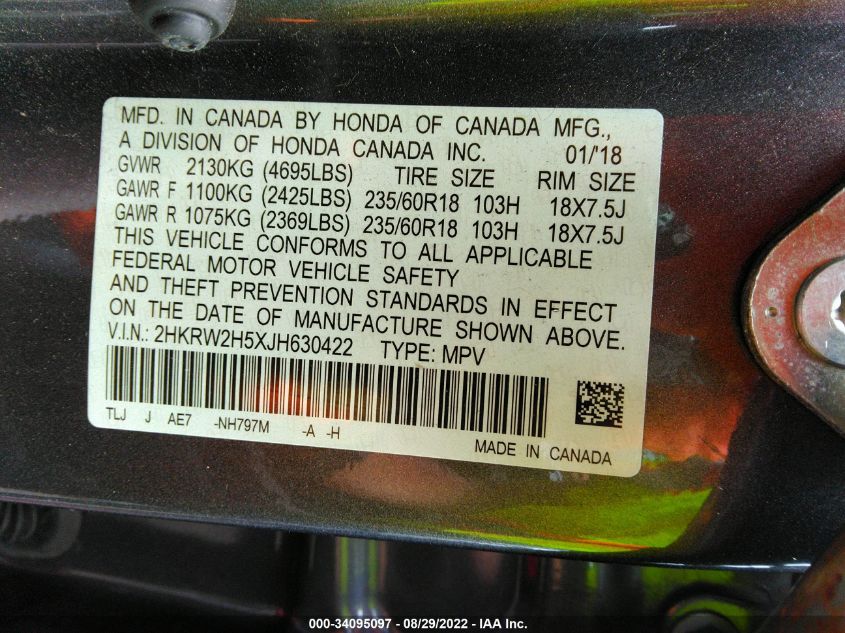 MFD. IN CANADA BY HONDA OF CANADA MFG.,
A DIVISION OF HONDA CANADA INC. 01/'18
GVWR 2130KG (4695LBS) TIRE SIZE RIM SIZE
GAWR F 1100KG (2425LBS) 235/60R18 103H 18X7.5J
GAWR R 1075KG (2369LBS) 235/60R18 103H 18X7.5J
THIS VEHICLE CONFORMS TO ALL APPLICABLE
FEDERAL MOTOR VEHICLE SAFETY
AND THEFT PREVENTION STANDARDS IN EFFECT
ON THE DATE OF MANUFACTURE SHOWN ABOVE.
V.I.N.: 2HKRW2H5XJH630422 TYPE: MPV
TLJ J AE7 -NH797M -A -H
MADE IN CANADA
000-34095097 - 08/29/2022 - IAA Inc.